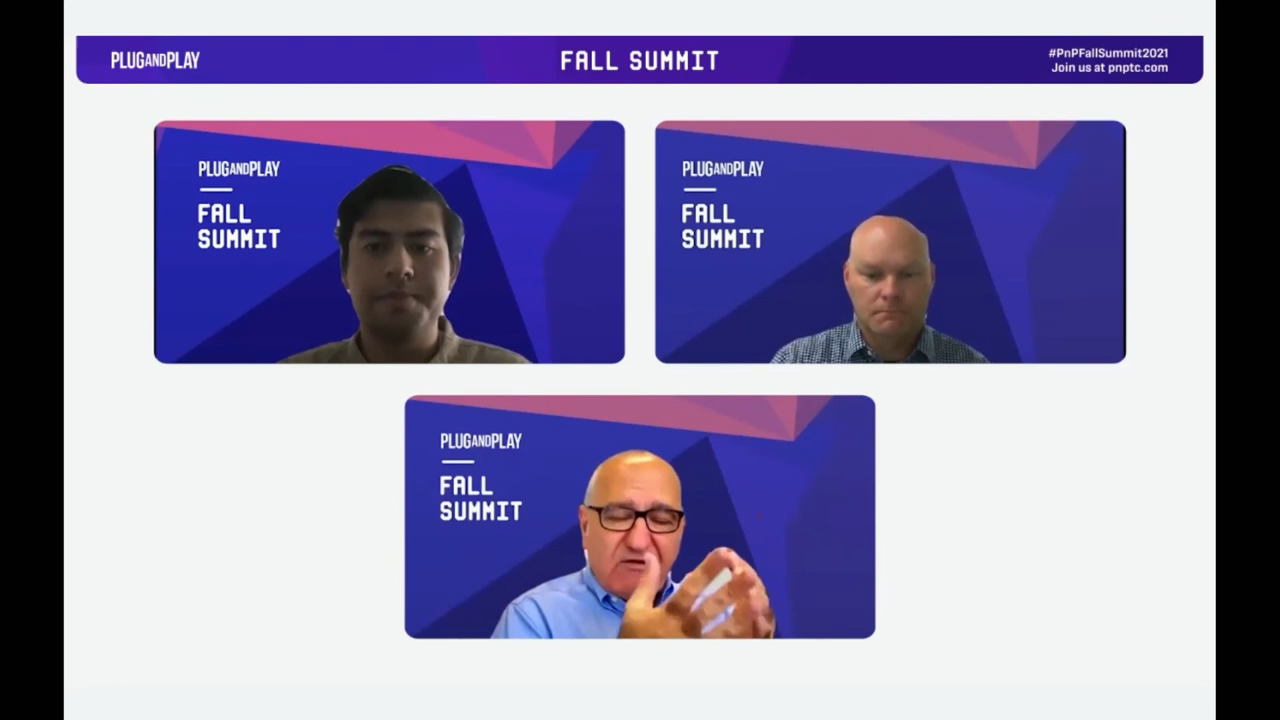 PLUGANDPLAY
FALL SUMMIT
#PnPFallSummit2021
Join us at pnptc.com
PLUGANDPLAY
FALL
SUMMIT
PLUGANDPLAY
FALL
SUMMIT
PLUGANDPLAY
FALL
SUMMIT